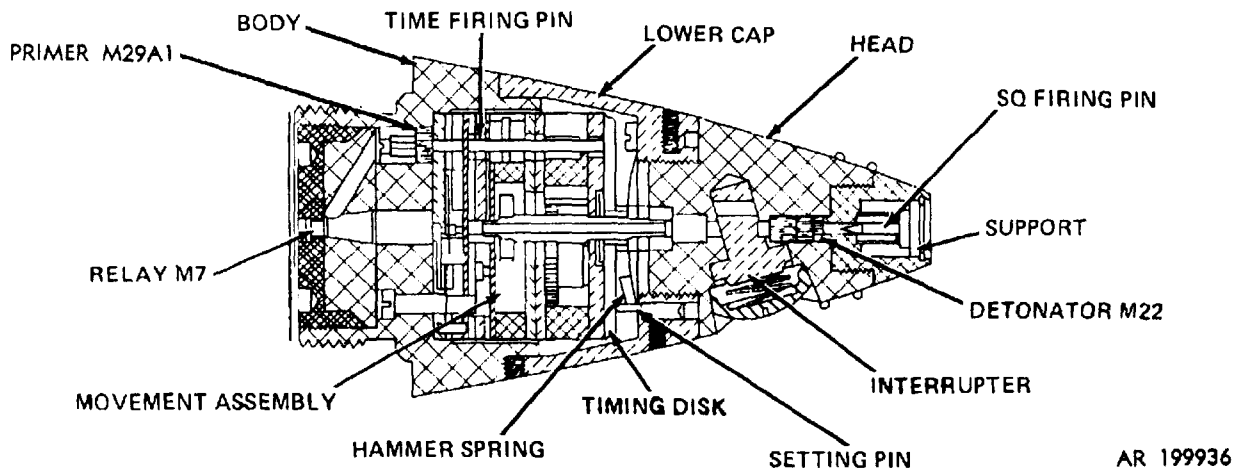 BODY
TIME FIRING PIN
LOWER CAP
HEAD
PRIMER M29A1
SQ FIRING PIN
SUPPORT
RELAY M7
DETONATOR M22
INTERRUPTER
MOVEMENT ASSEMBLY
TIMING DISK
HAMMER SPRING
SETTING PIN
AR 199936